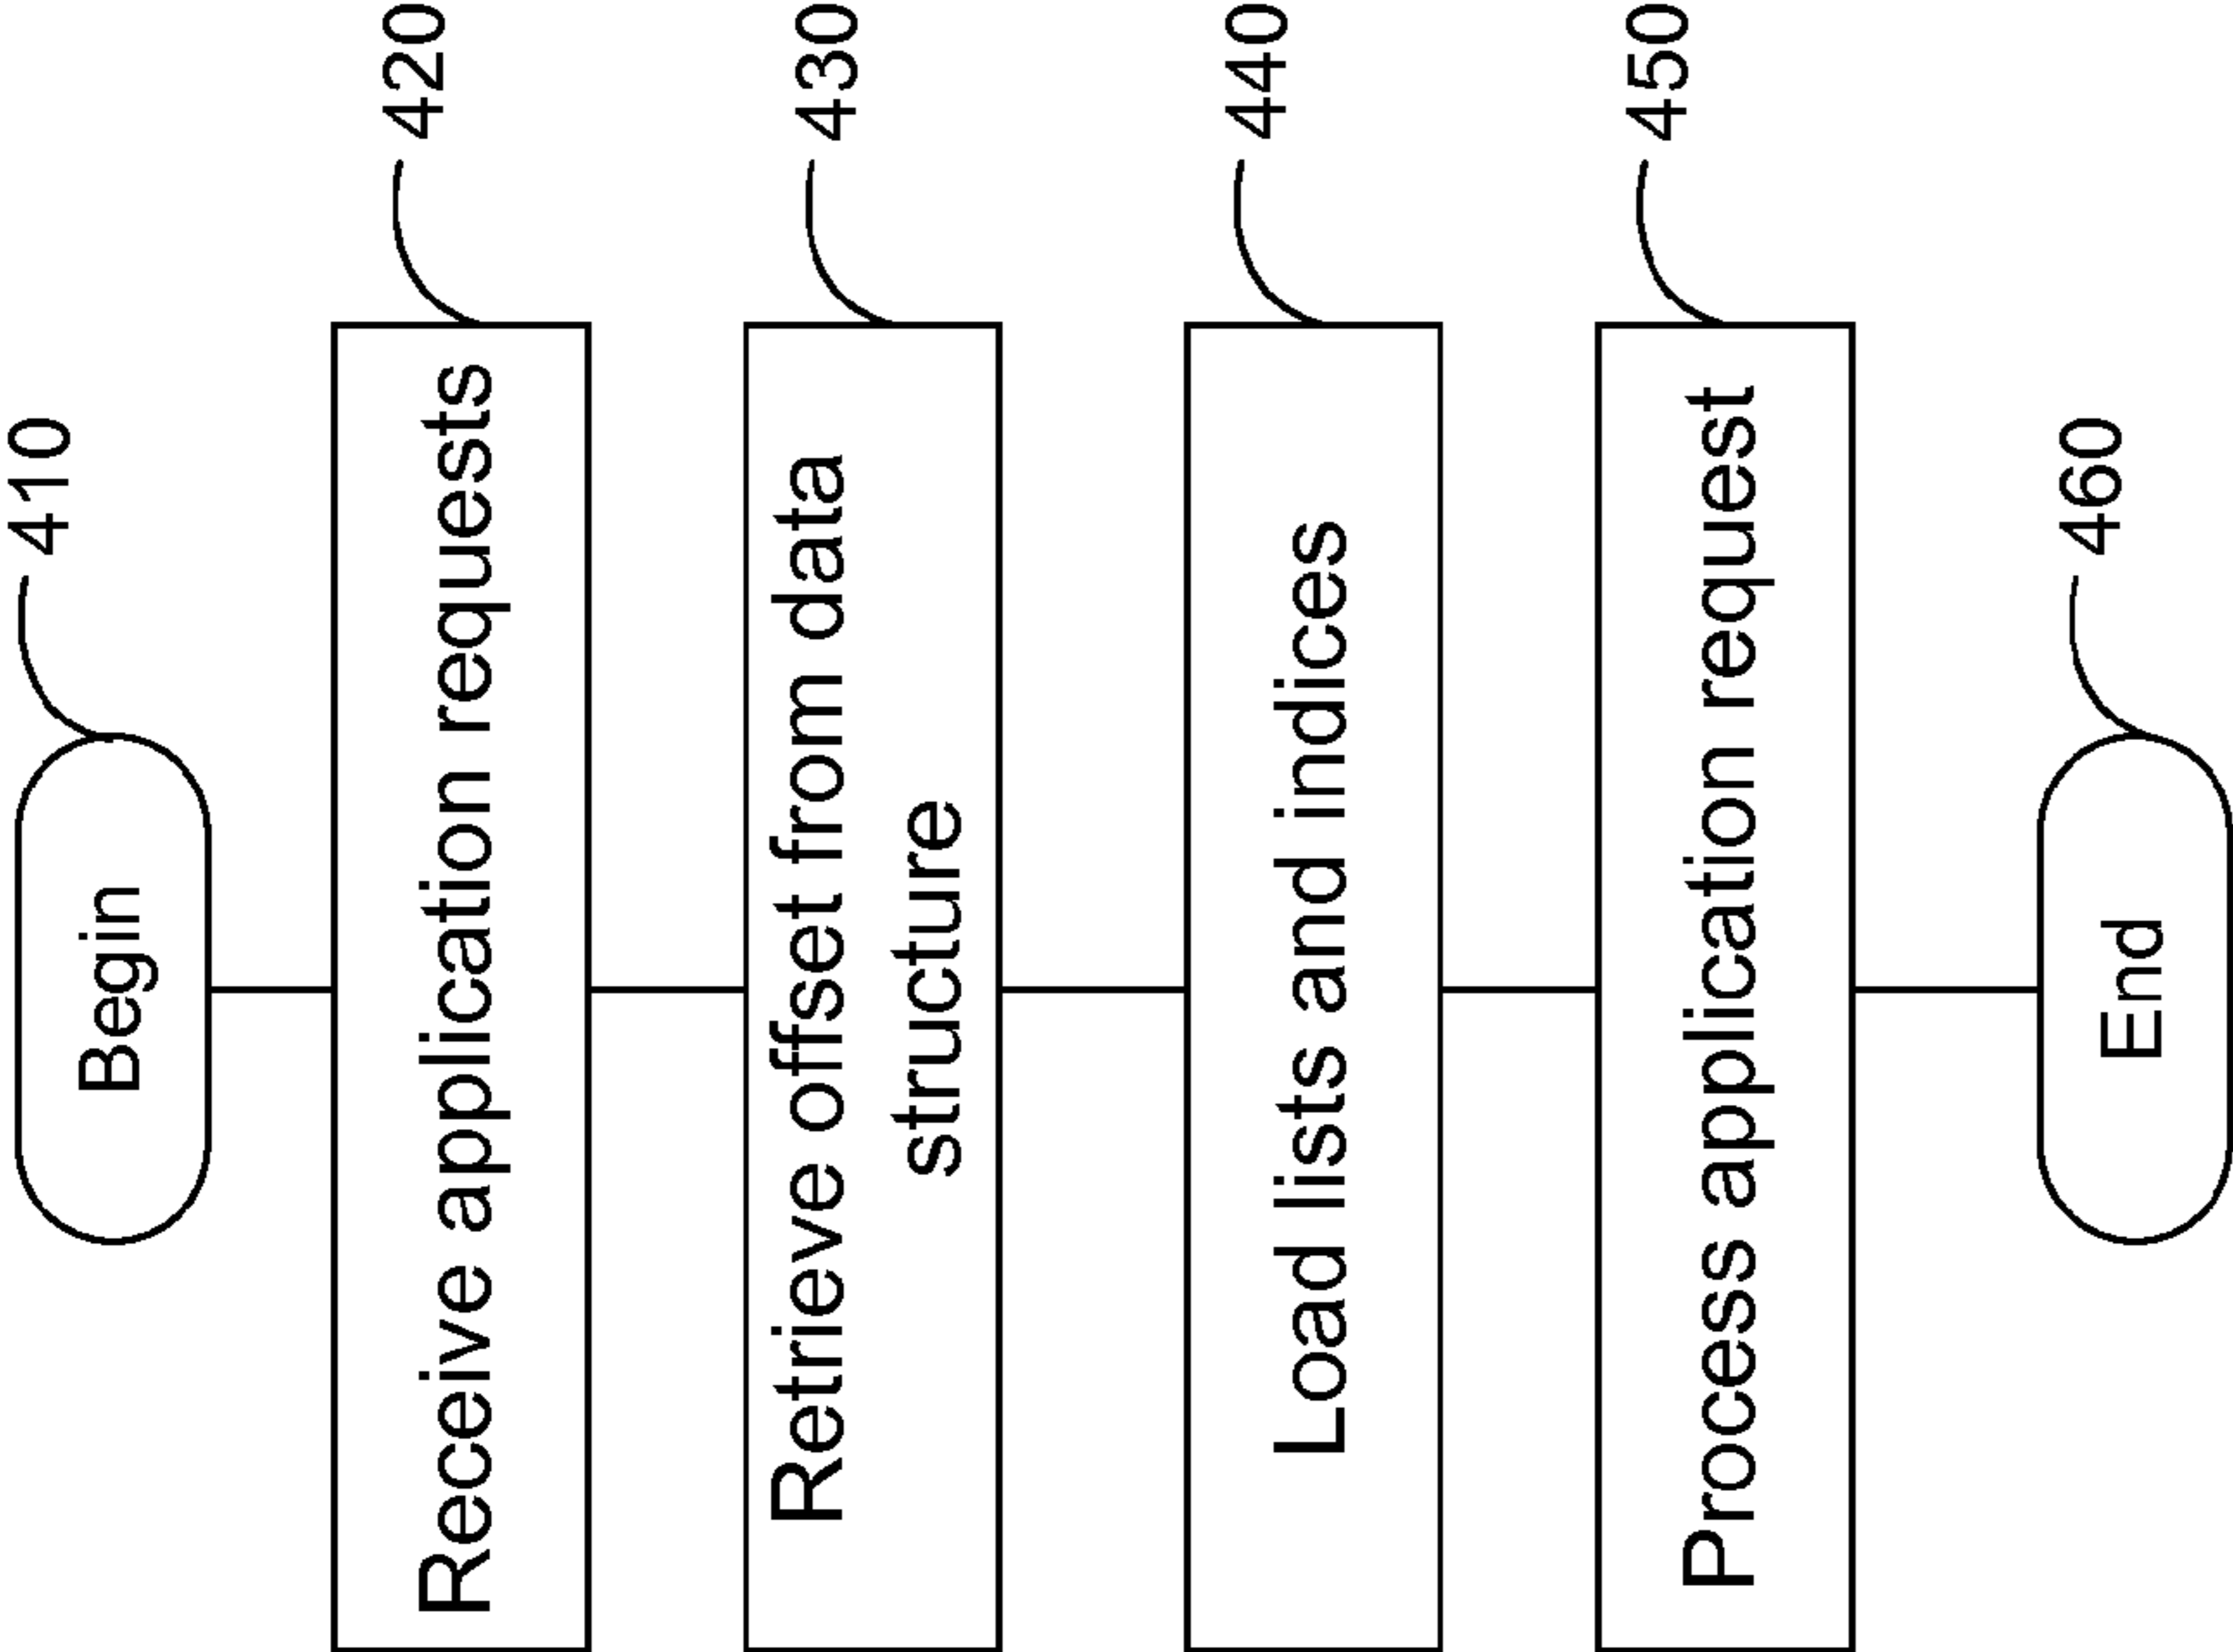 410
Begin
420
Receive application requests
430
Retrieve offset from data
structure
440
Load lists and indices
450
Process application request
460
End